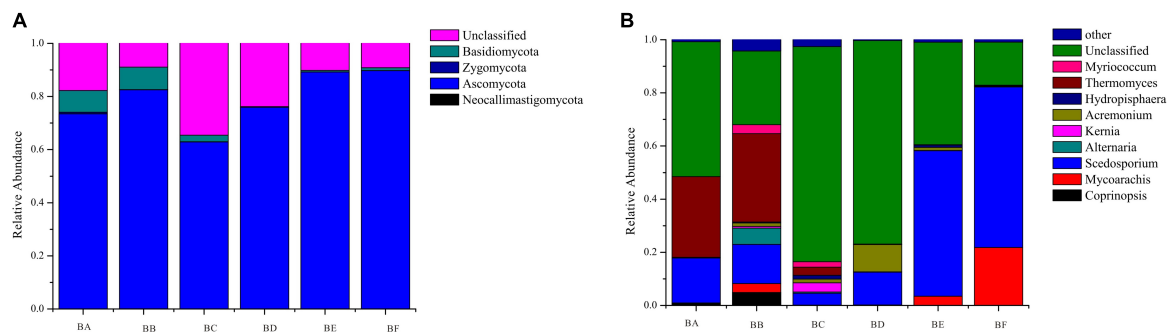 A
Relative Abundance
1.0
0.8
0.6
0.4
0.2
0.0
BA BB BC BD BE BF
Unclassified
Basidiomycota
Zygomycota
Ascomycota
Neocallimastigomycota
B
Relative Abundance
1.0
0.8
0.6
0.4
0.2
0.0
BA BB BC BD BE BF
other
Unclassified
Myriococcum
Thermomyces
Hydropisphaera
Acremonium
Kernia
Alternaria
Scedosporium
Mycoarachis
Coprinopsis